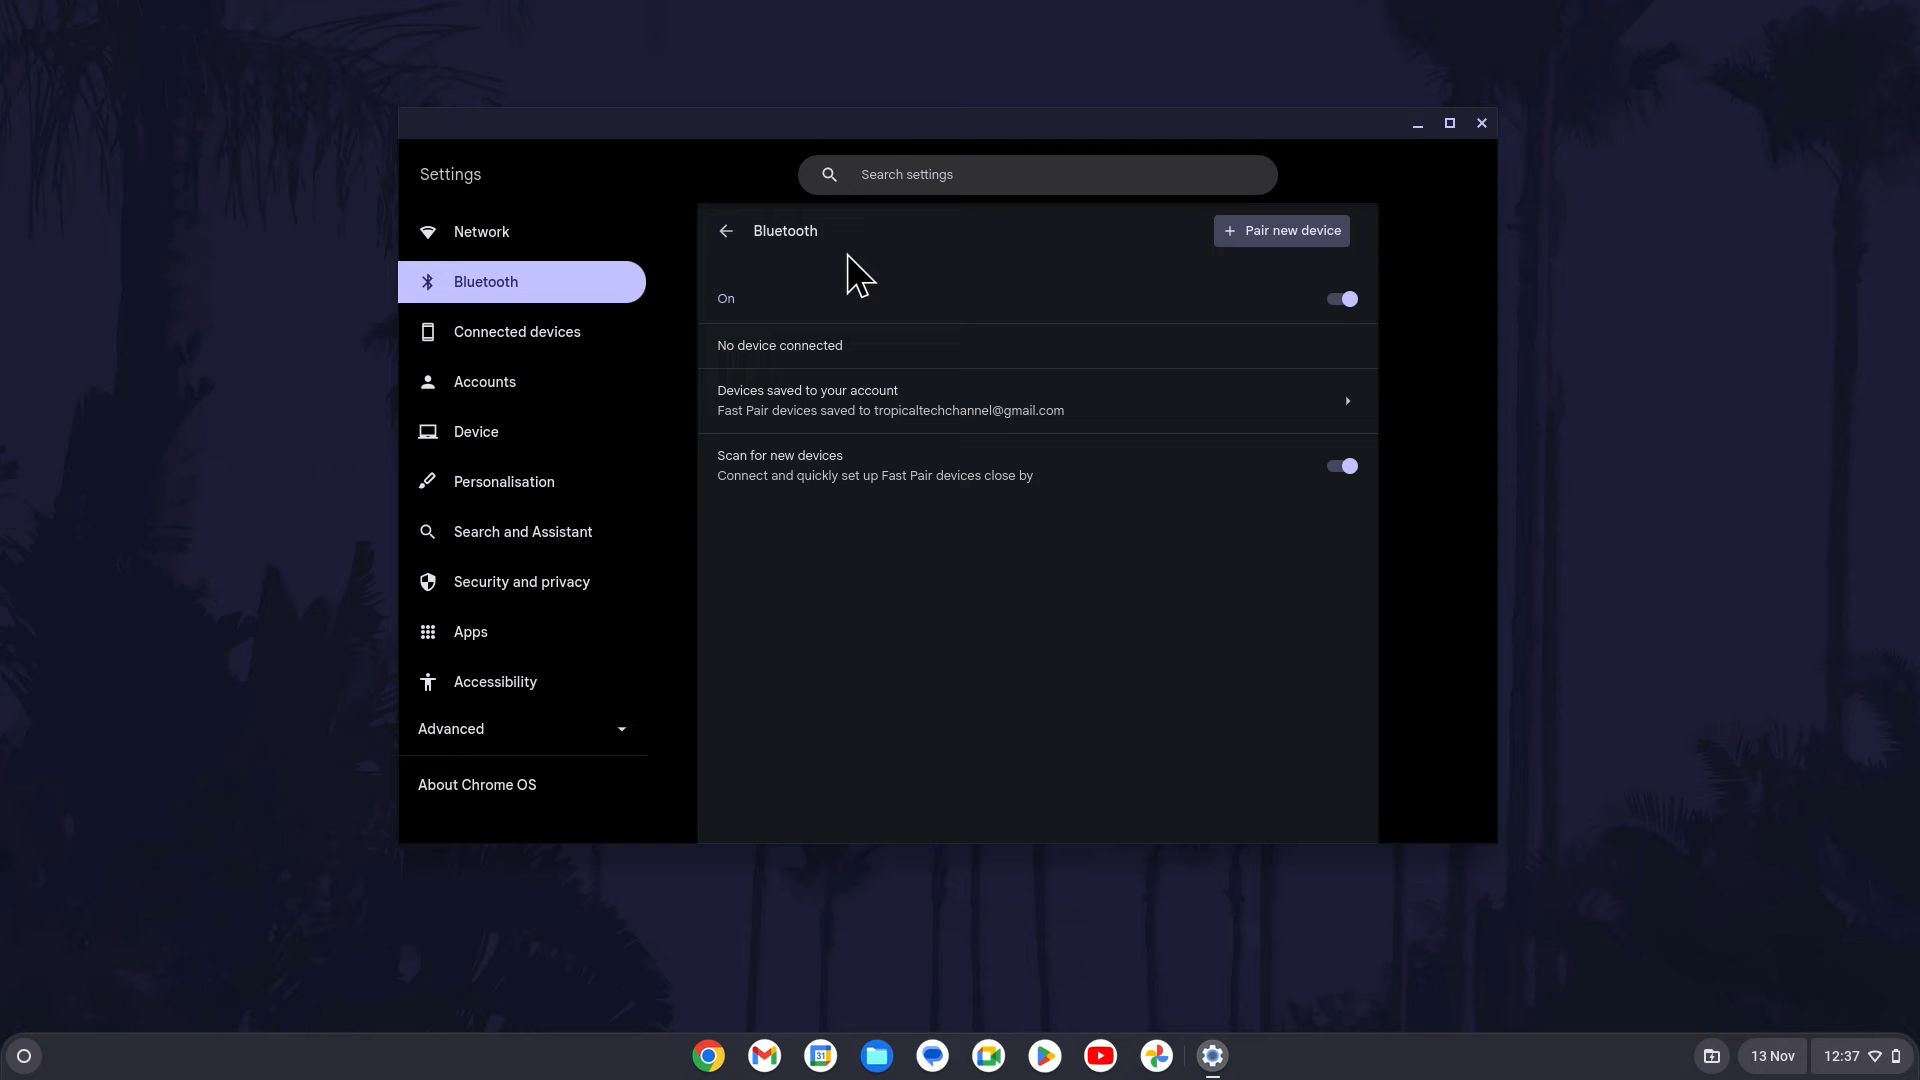 Settings
Search settings
Network
Bluetooth
Connected devices
Accounts
Device
Personalisation
Search and Assistant
Security and privacy
Apps
Accessibility
Advanced
About Chrome OS
Bluetooth
Pair new device
On
No device connected
Devices saved to your account
Fast Pair devices saved to tropicaltechchannel@gmail.com
Scan for new devices
Connect and quickly set up Fast Pair devices close by
31
13 Nov
12:37